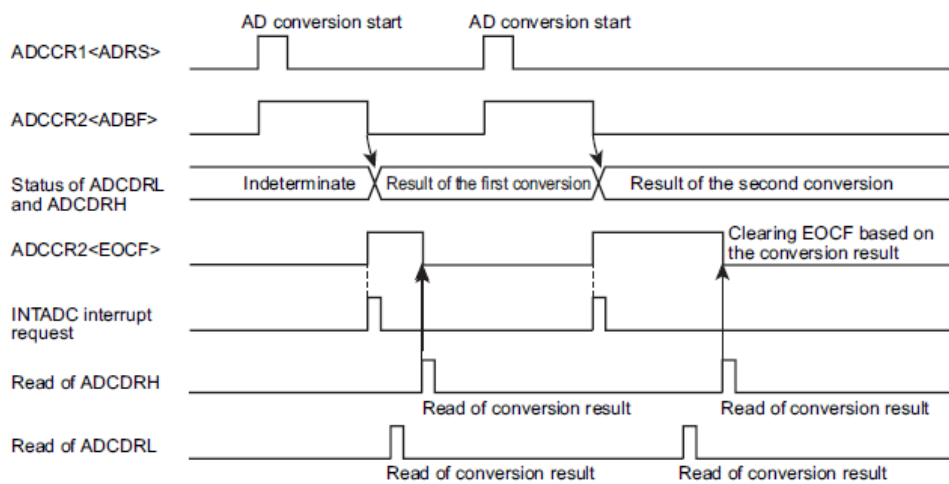 AD conversion start
AD conversion start
ADCCR1<ADRS>
ADCCR2<ADBF>
Status of ADCDRL
and ADCDRH
Indeterminate
Result of the first conversion
Result of the second conversion
ADCCR2<EOCF>
Clearing EOCF based on
the conversion result
INTADC interrupt
request
Read of ADCDRH
Read of conversion result
Read of conversion result
Read of ADCDRL
Read of conversion result
Read of conversion result